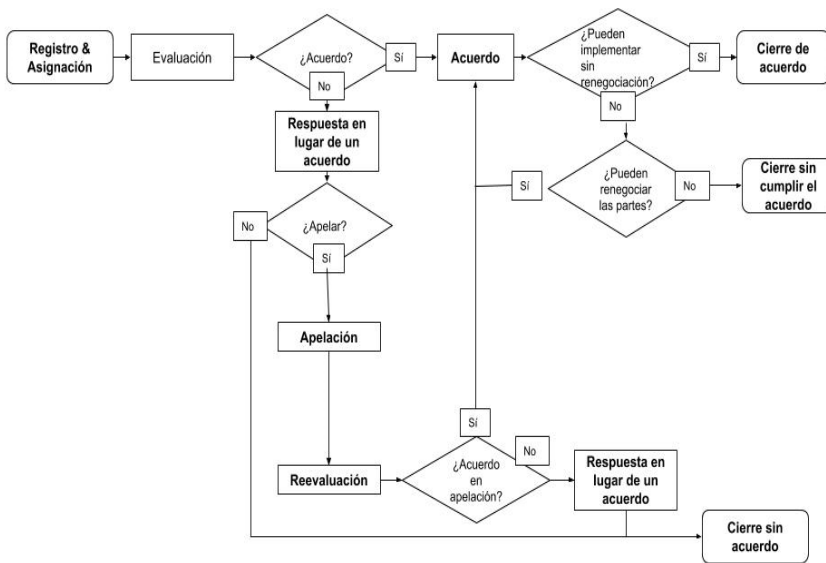 Registro &
Asignación
Evaluación
¿Acuerdo?
Sí
No
Acuerdo
¿Pueden
implementar
sin
renegociación?
Sí
No
Cierre de
acuerdo
Respuesta en
lugar de un
acuerdo
Sí
¿Pueden
renegociar
las partes?
No
Cierre sin
cumplir el
acuerdo
No
¿Apelar?
Sí
Apelación
Reevaluación
Sí
¿Acuerdo
en
apelación?
No
Respuesta en
lugar de un
acuerdo
Cierre sin
acuerdo